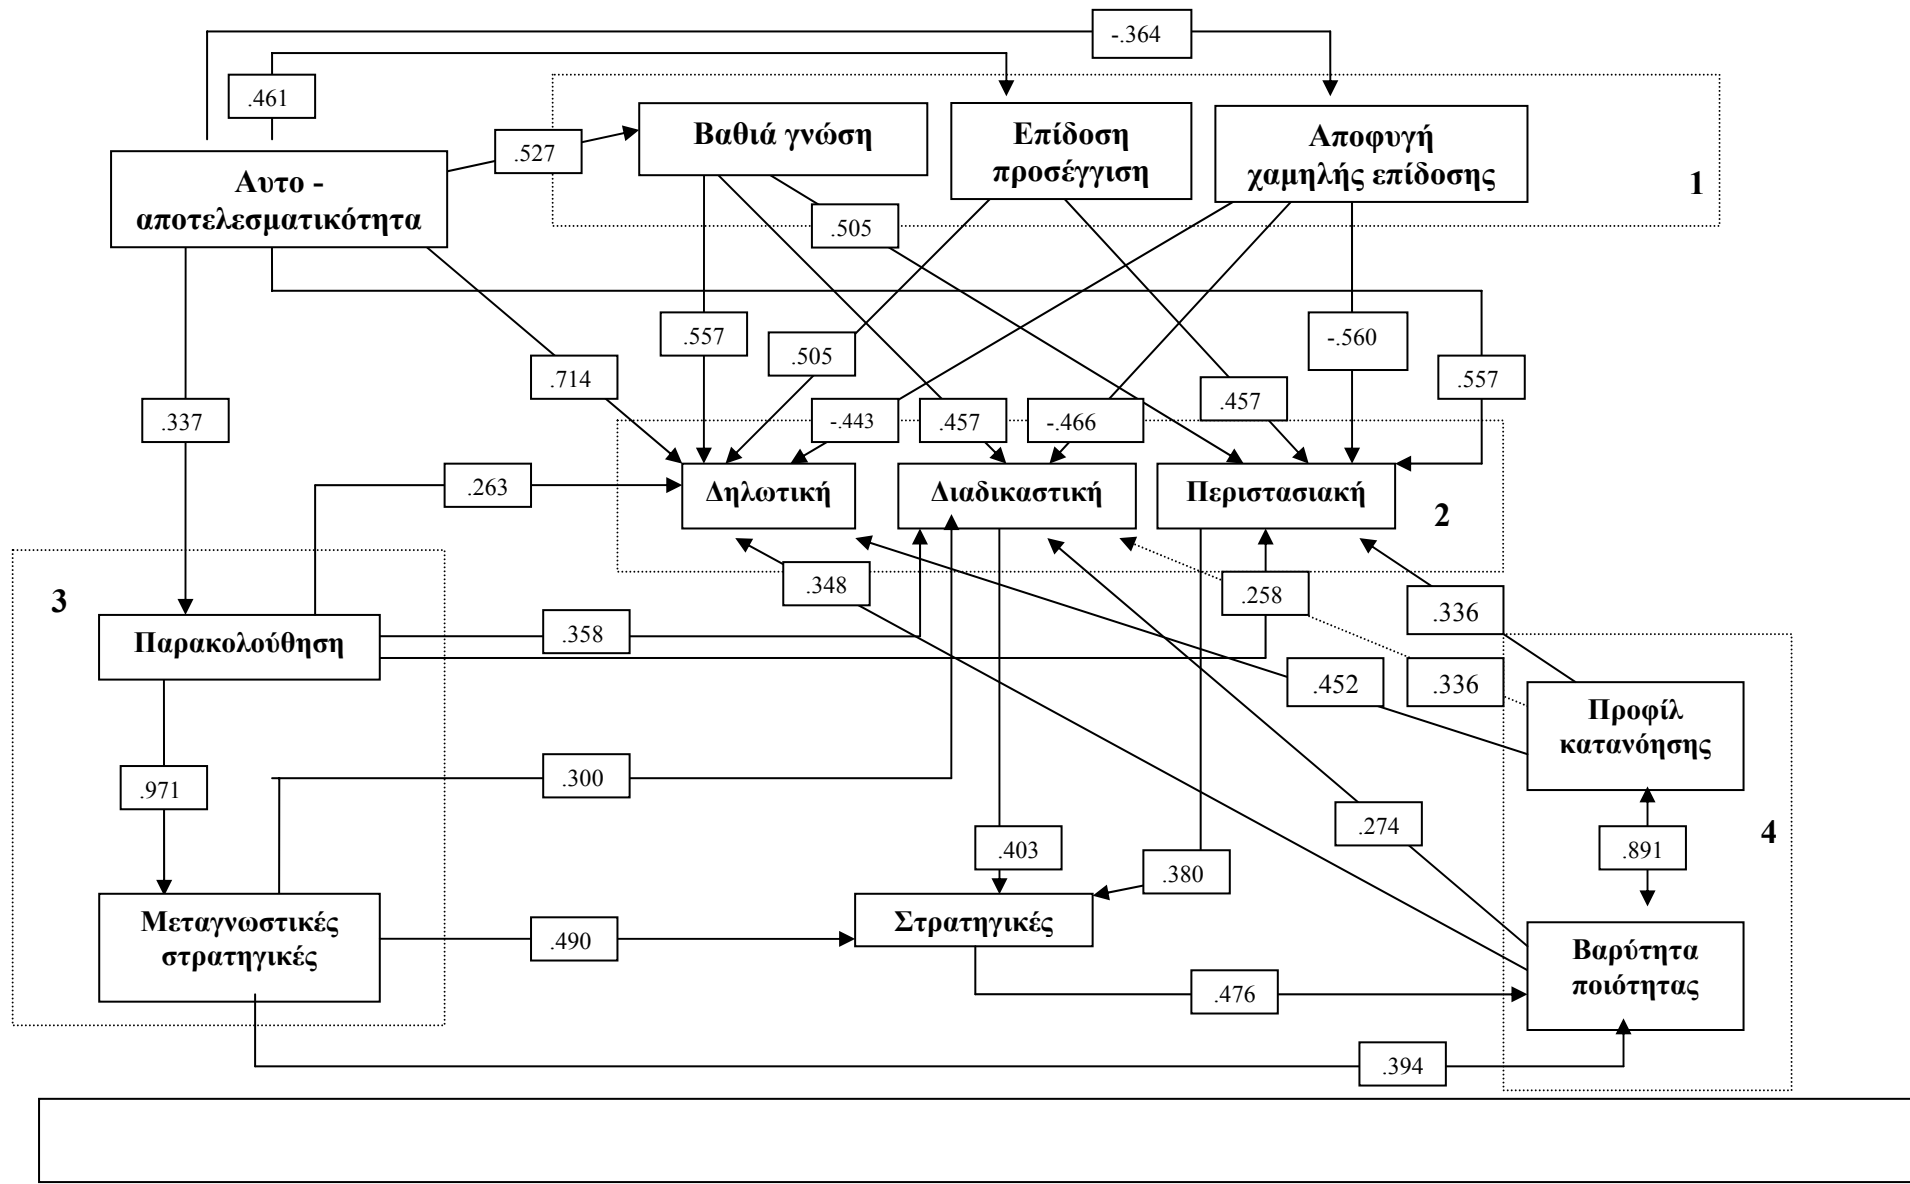 -.364
.461
.527
Βαθιά γνώση
Επίδοση
προσέγγιση
Αποφυγή
χαμηλής επίδοσης
1
Αυτο -
αποτελεσματικότητα
.505
.557
.505
-.560
.714
.557
.337
.457
-.443
.457
-.466
.263
Δηλωτική
Διαδικαστική
Περιστασιακή
2
3
.348
.258
.336
Παρακολούθηση
.358
.452
.336
Προφίλ
κατανόησης
.971
.300
.274
4
.403
.891
.380
Μεταγνωστικές
στρατηγικές
.490
Στρατηγικές
Βαρύτητα
ποιότητας
.476
.394